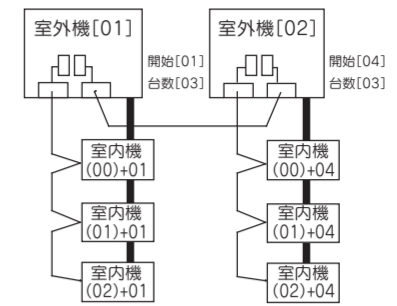 室外機[01]
開始[01]
台数[03]
室内機
(00)+01
室内機
(01)+01
室内機
(02)+01
室外機[02]
開始[04]
台数[03]
室内機
(00)+04
室内機
(01)+04
室内機
(02)+04